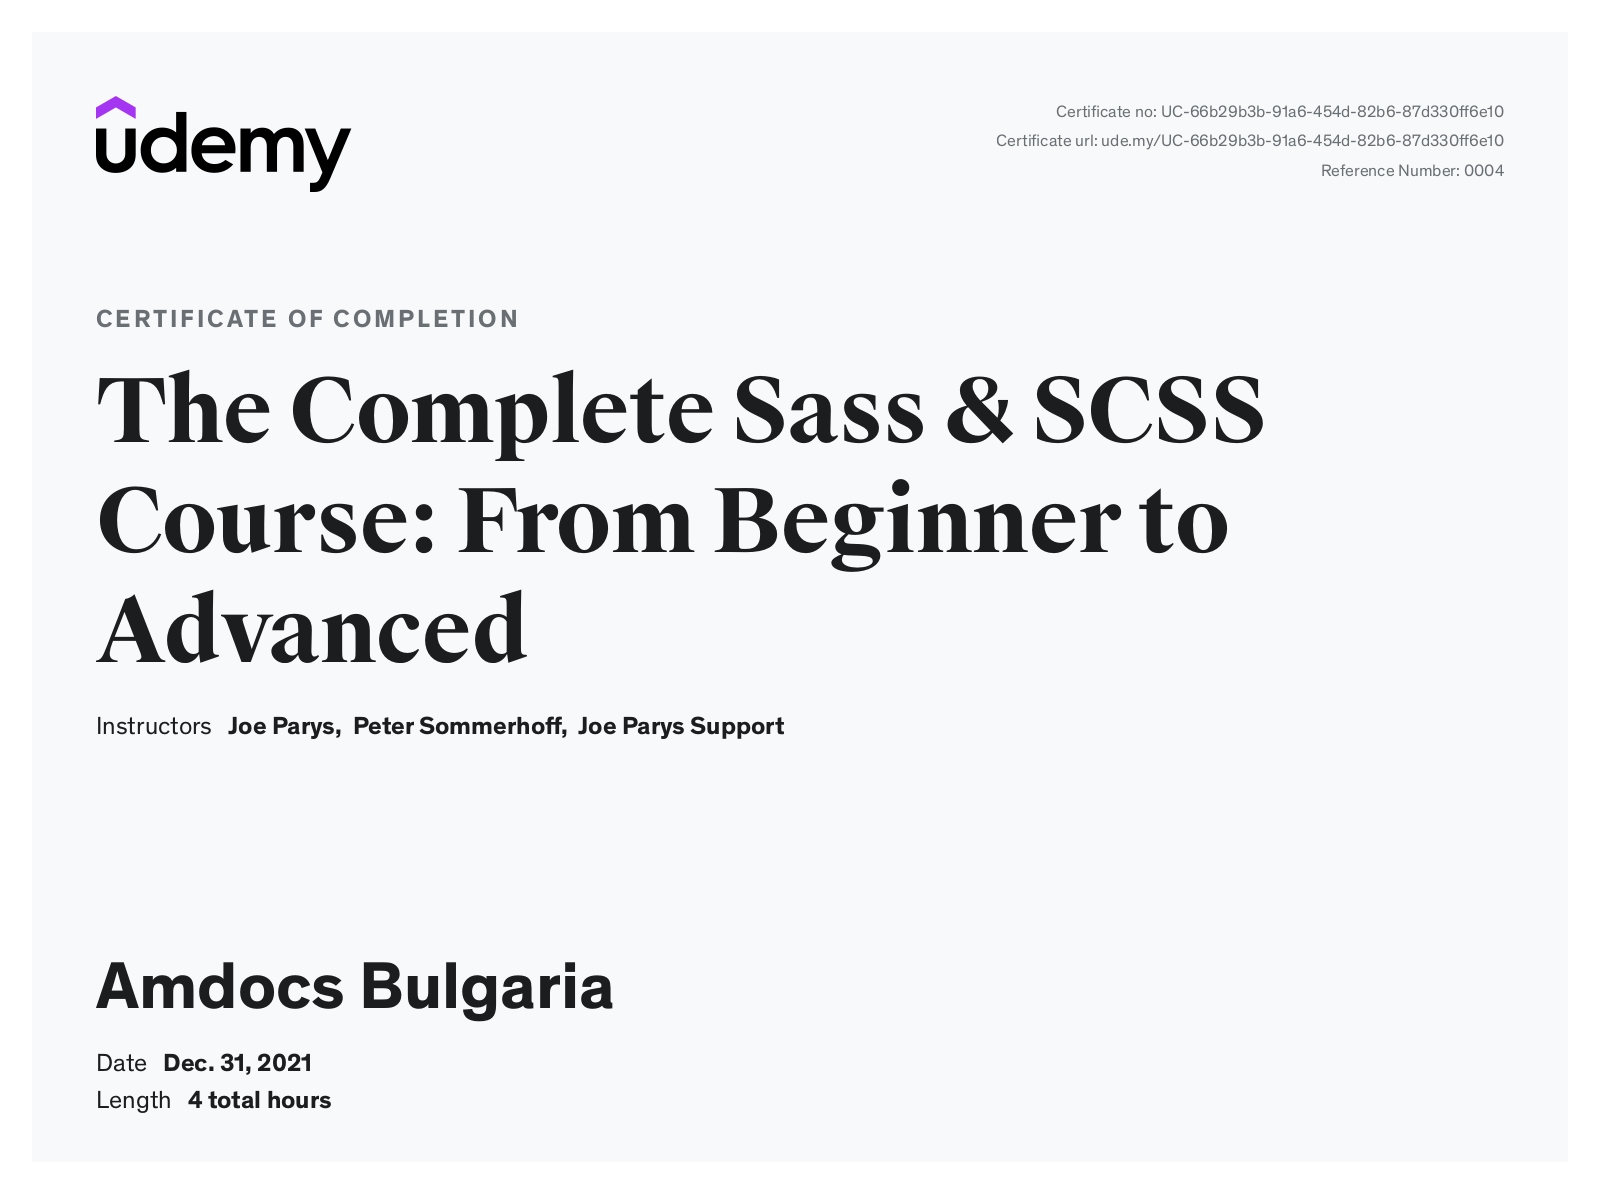 udemy
Certificate no: UC-66b29b3b-91a6-454d-82b6-87d330ff6e10
Certificate url: ude.my/UC-66b29b3b-91a6-454d-82b6-87d330ff6e10
Reference Number: 0004
CERTIFICATE OF COMPLETION
The Complete Sass & SCSS
Course: From Beginner to
Advanced
Instructors Joe Parys, Peter Sommerhoff, Joe Parys Support
Amdocs Bulgaria
Date Dec. 31, 2021
Length 4 total hours